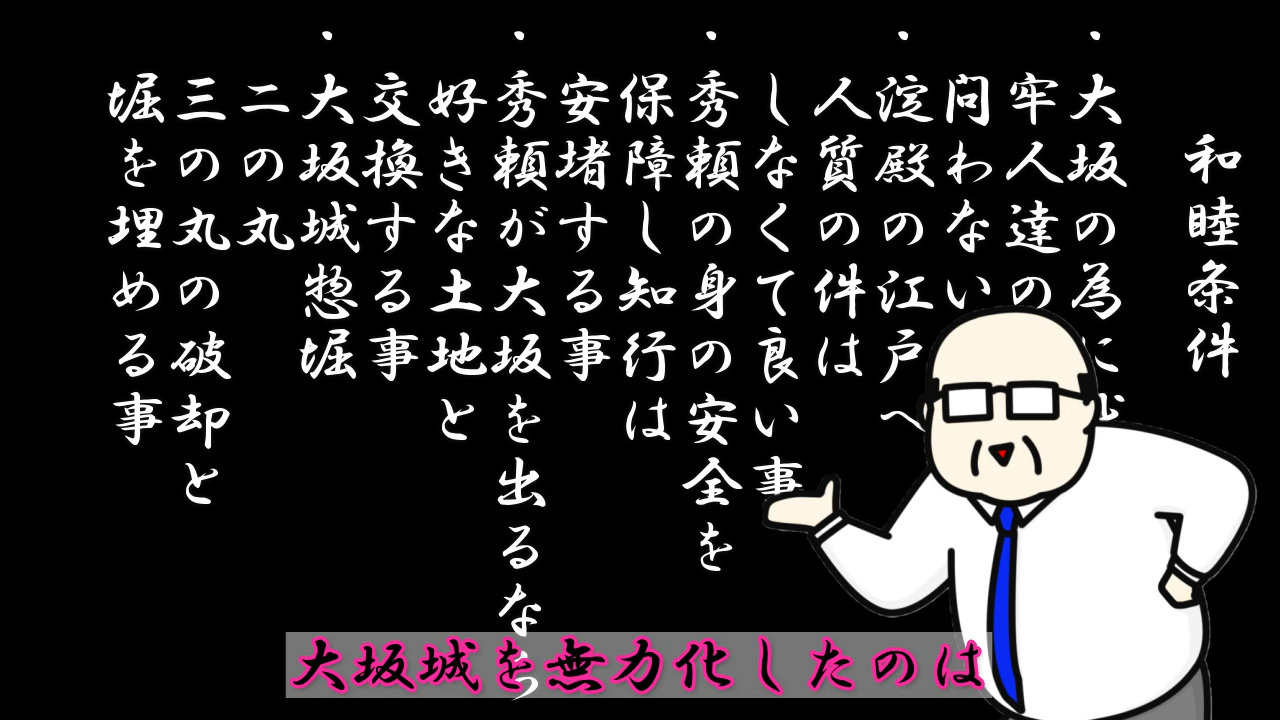 和睦条件
・大坂の為に
牢人達の
問わない
・淀殿の江戸へ
人質の件は
しなくて良い事
・秀頼の身の安全を
保障し知行は
安堵する事
・秀頼が大坂を出るなら
好きな土地と
交換する事
・大坂城惣堀
二の丸
三の丸の破却と
堀を埋める事
大坂城を無力化したのは